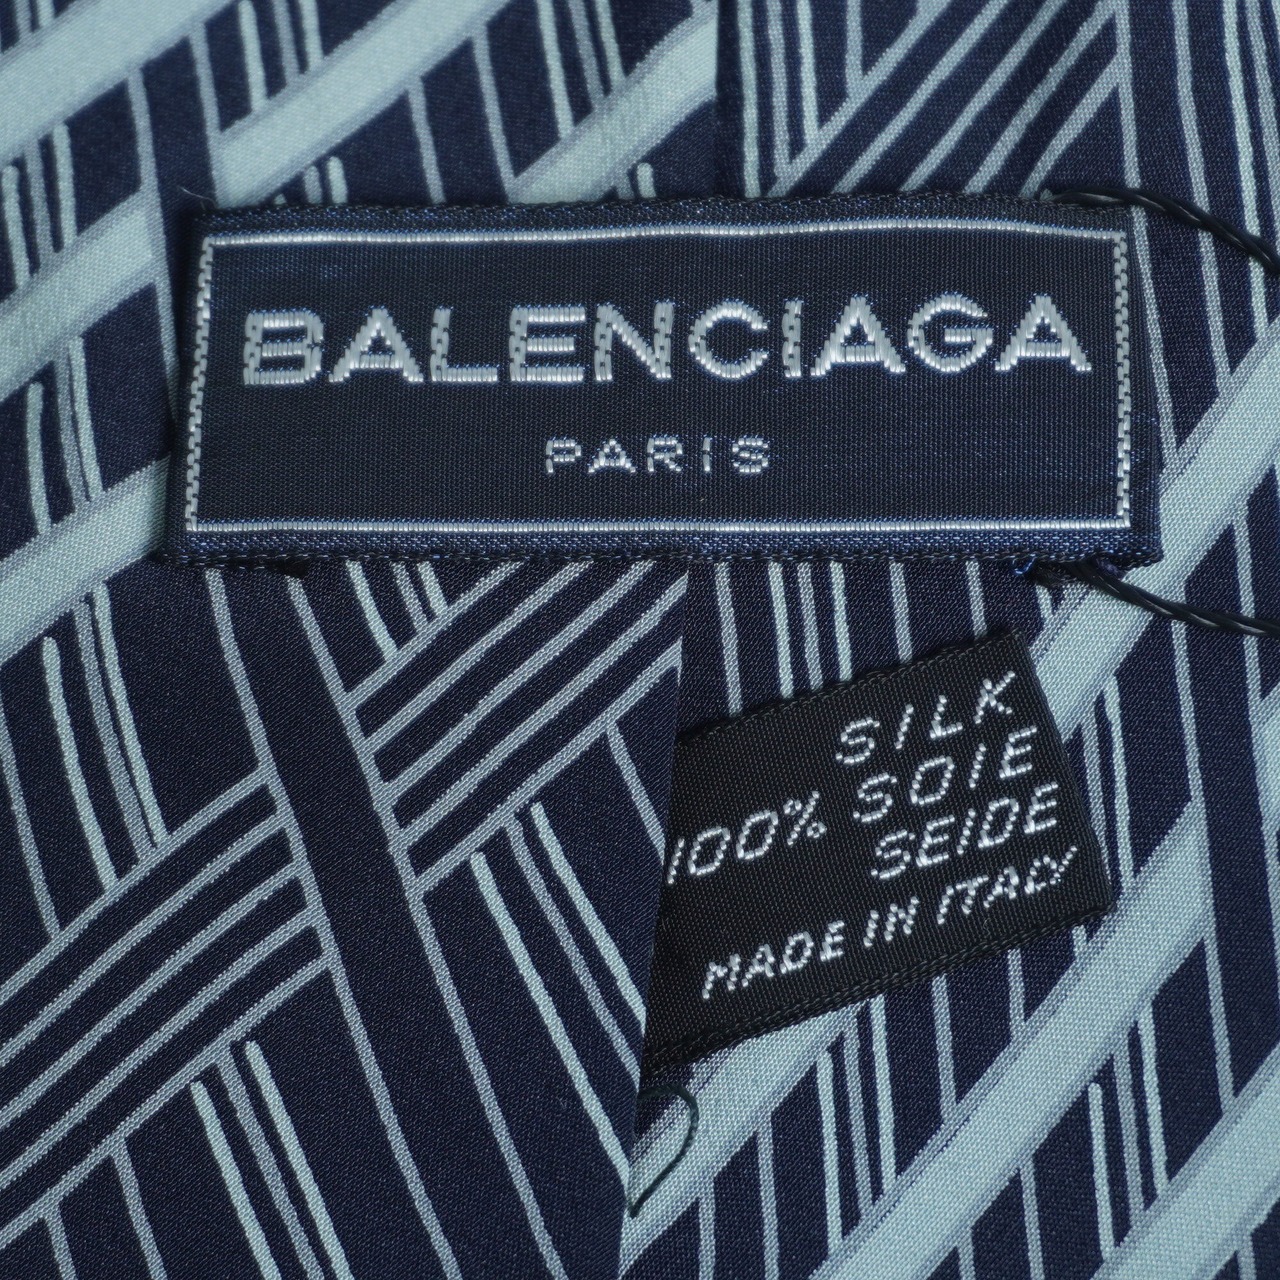 BALENCIAGA
PARIS
SILK
100% SOIE
SEIDE
MADE IN ITALY